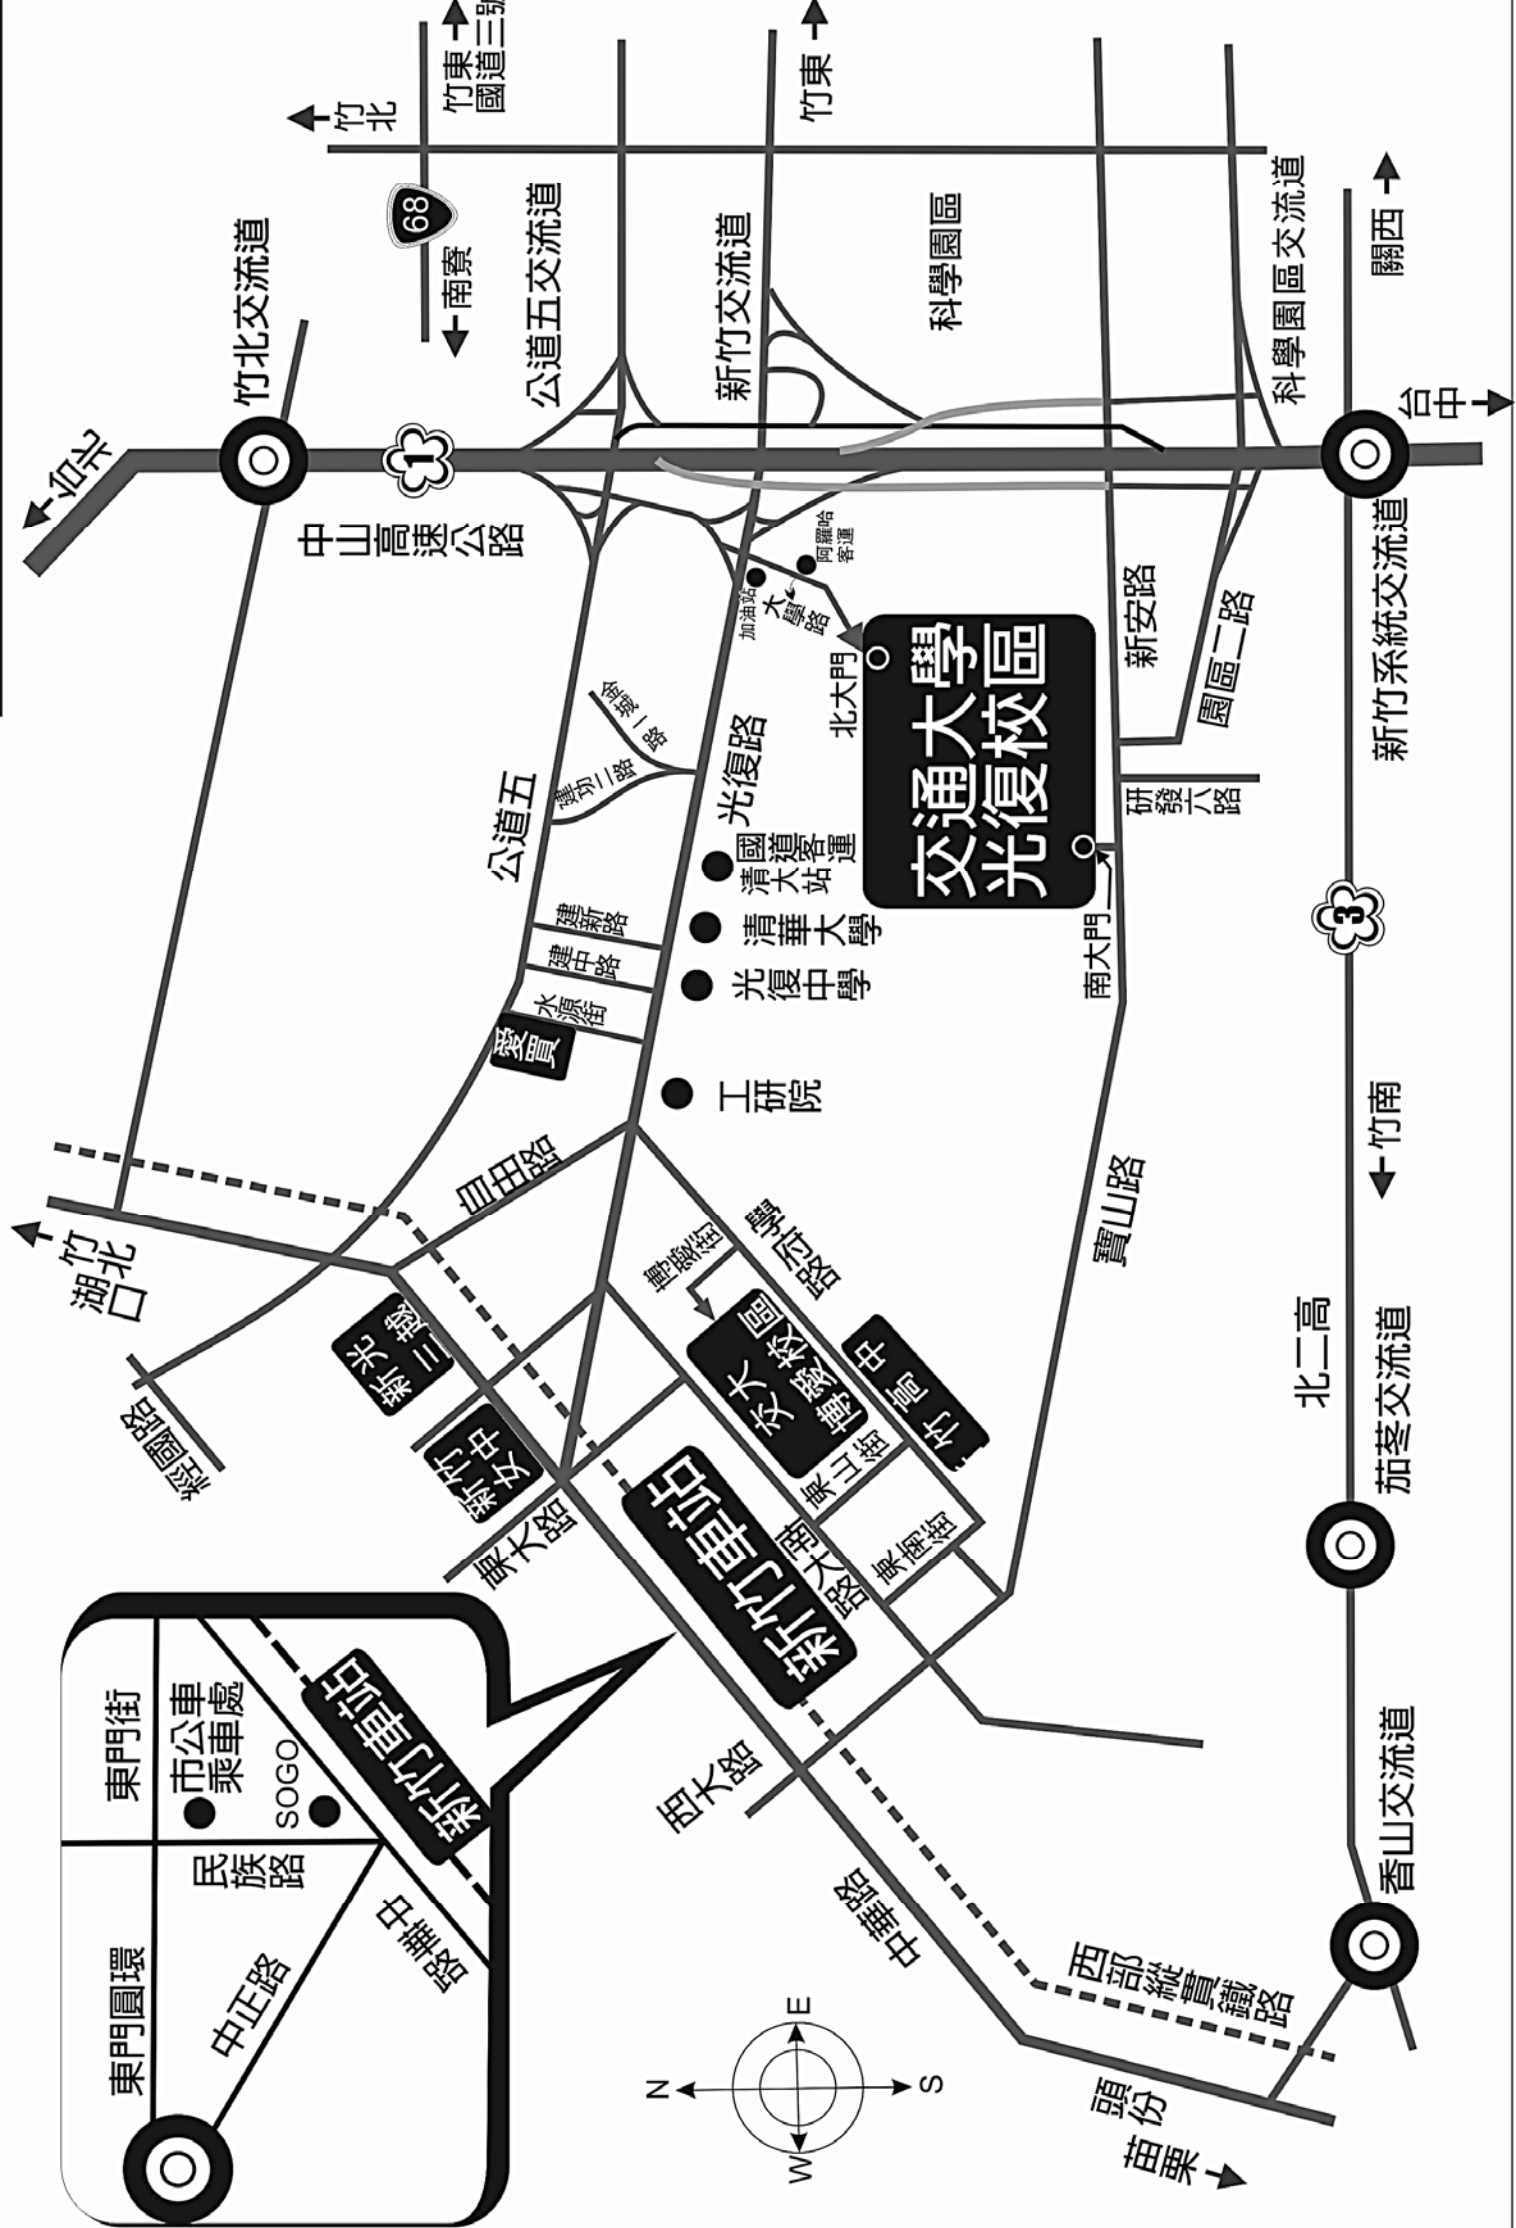 北二高
竹北
竹東
國道三號
竹東
68
南寮
竹北交流道
公道五交流道
新竹交流道
科學園區
科學園區交流道
關西
台北
1
中山高速公路
台中
新竹系統交流道
阿羅哈
客運
加油站
大學路
北大門
交通大學
光復校區
新安路
園區二路
研發六路
南大門
金城一路
建功二路
公道五
光復路
國道客運
清大站
清華大學
光復中學
工研院
建新路
建中路
水源街
愛買
3
竹南
寶山路
自由路
竹北
湖口
學府路
博愛街
交大
博愛校區
竹高中
新光
三越
新竹
女中
經國路
東大路
新竹車站
南大路
東山街
東南街
茄苳交流道
香山交流道
西大路
中華路
西部縱貫鐵路
頭份
苗栗
東門街
市公車
乘車處
SOGO
新竹車站
民族路
中華路
中正路
東門圓環
N
E
S
W